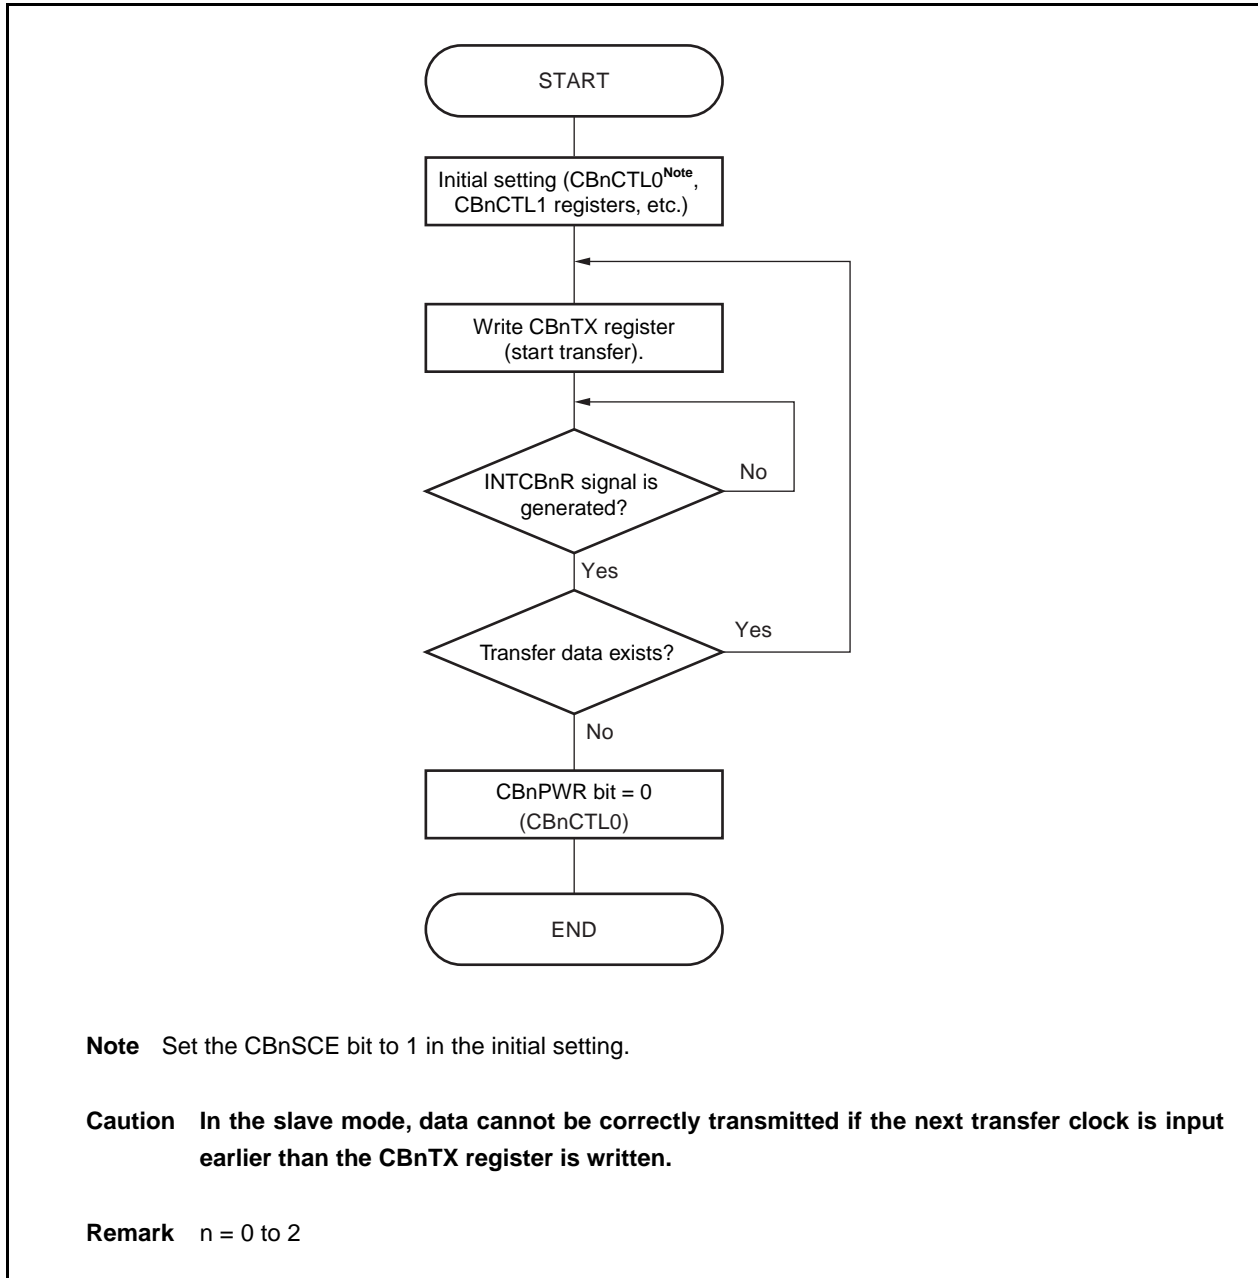 START
Initial setting (CBnCTL0Note,
CBnCTL1 registers, etc.)
Write CBnTX register
(start transfer).
INTCBnR signal is
generated?
No
Yes
Transfer data exists?
Yes
No
CBnPWR bit = 0
(CBnCTL0)
END
Note Set the CBnSCE bit to 1 in the initial setting.
Caution In the slave mode, data cannot be correctly transmitted if the next transfer clock is input
earlier than the CBnTX register is written.
Remark n = 0 to 2